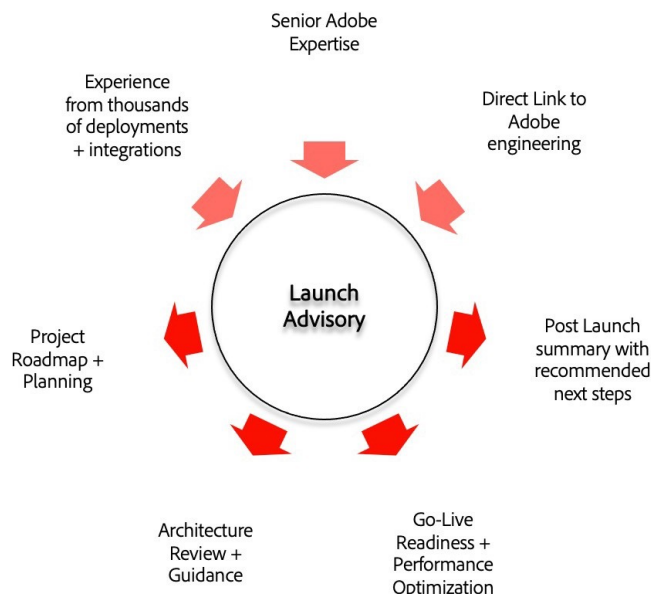 Senior Adobe
Expertise
Experience
from thousands
of deployments
+ integrations
Direct Link to
Adobe
engineering
Launch
Advisory
Project
Roadmap +
Planning
Post Launch
summary with
recommended
next steps
Architecture
Review +
Guidance
Go-Live
Readiness +
Performance
Optimization